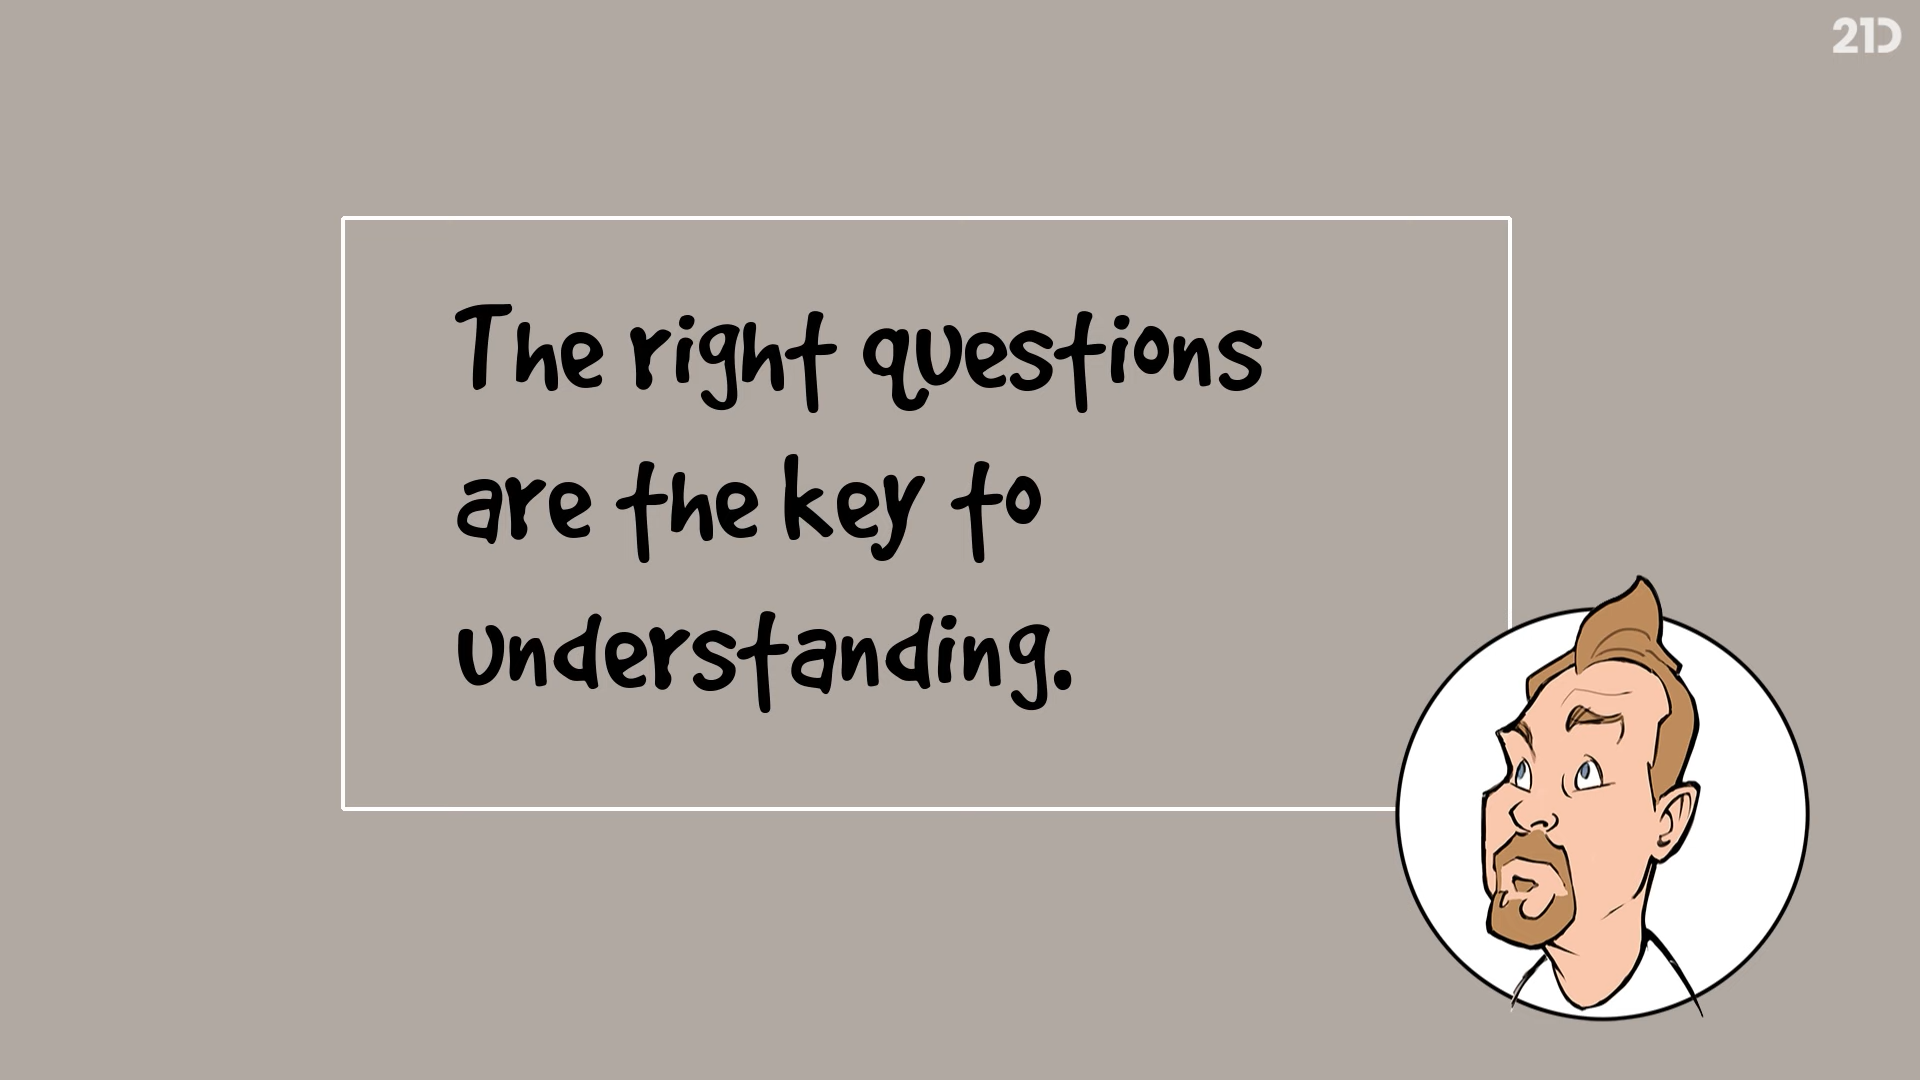 21D
The right questions
are the key to
understanding.